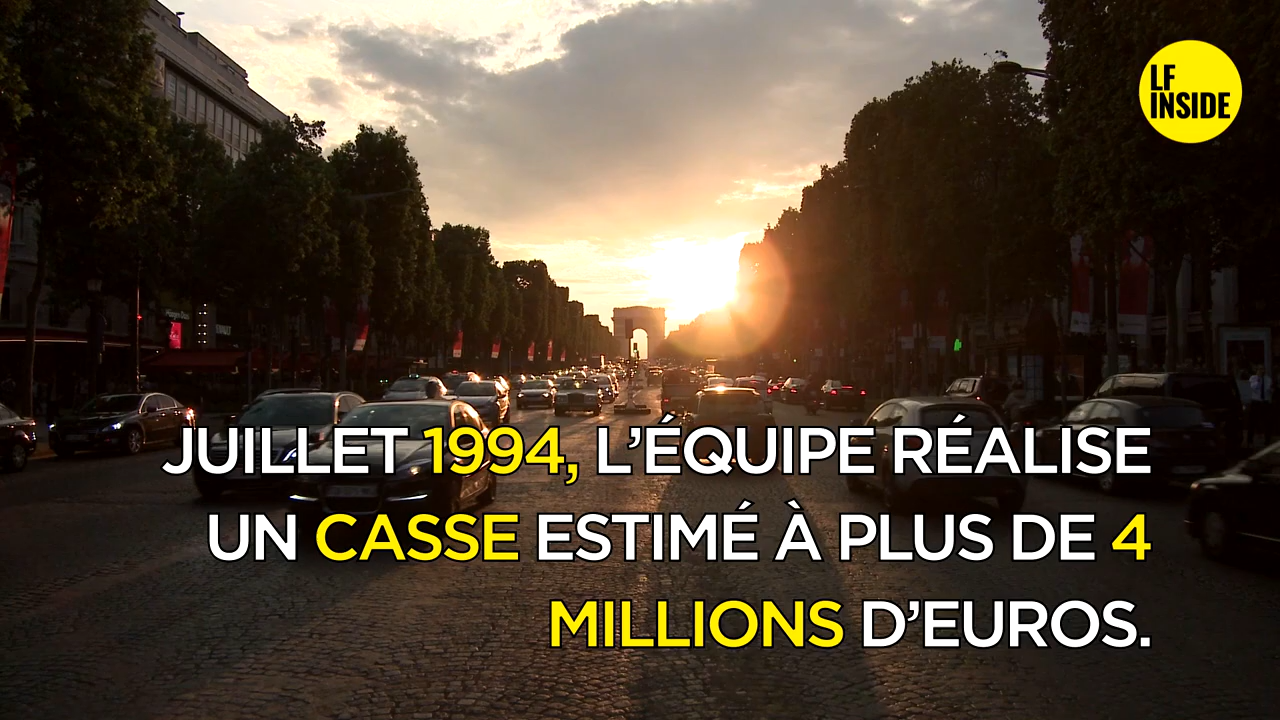 LF
INSIDE
JUILLET 1994, L’ÉQUIPE RÉALISE
UN CASSE ESTIMÉ À PLUS DE 4
MILLIONS D’EUROS.